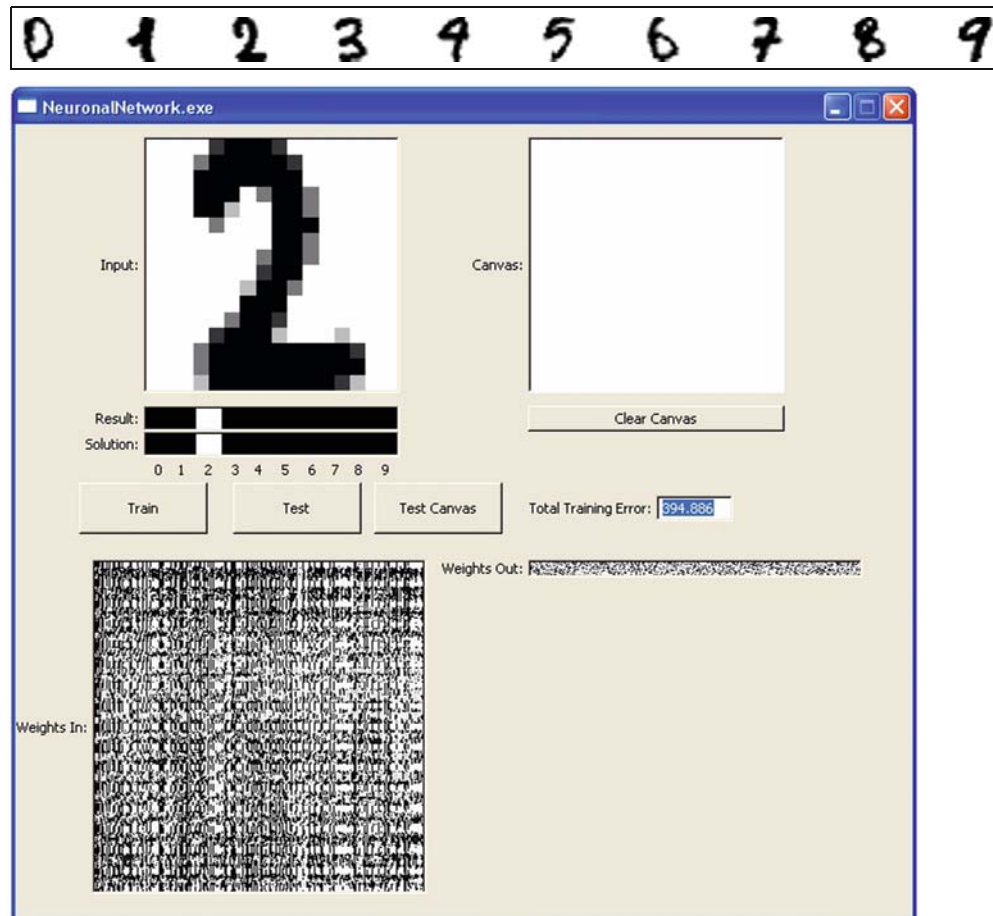 0 1 2 3 4 5 6 7 8 9
NeuronalNetwork.exe
Input:
Canvas:
Result:
Clear Canvas
Solution:
0 1 2 3 4 5 6 7 8 9
Train
Test
Test Canvas
Total Training Error: 394.886
Weights Out:
Weights In: